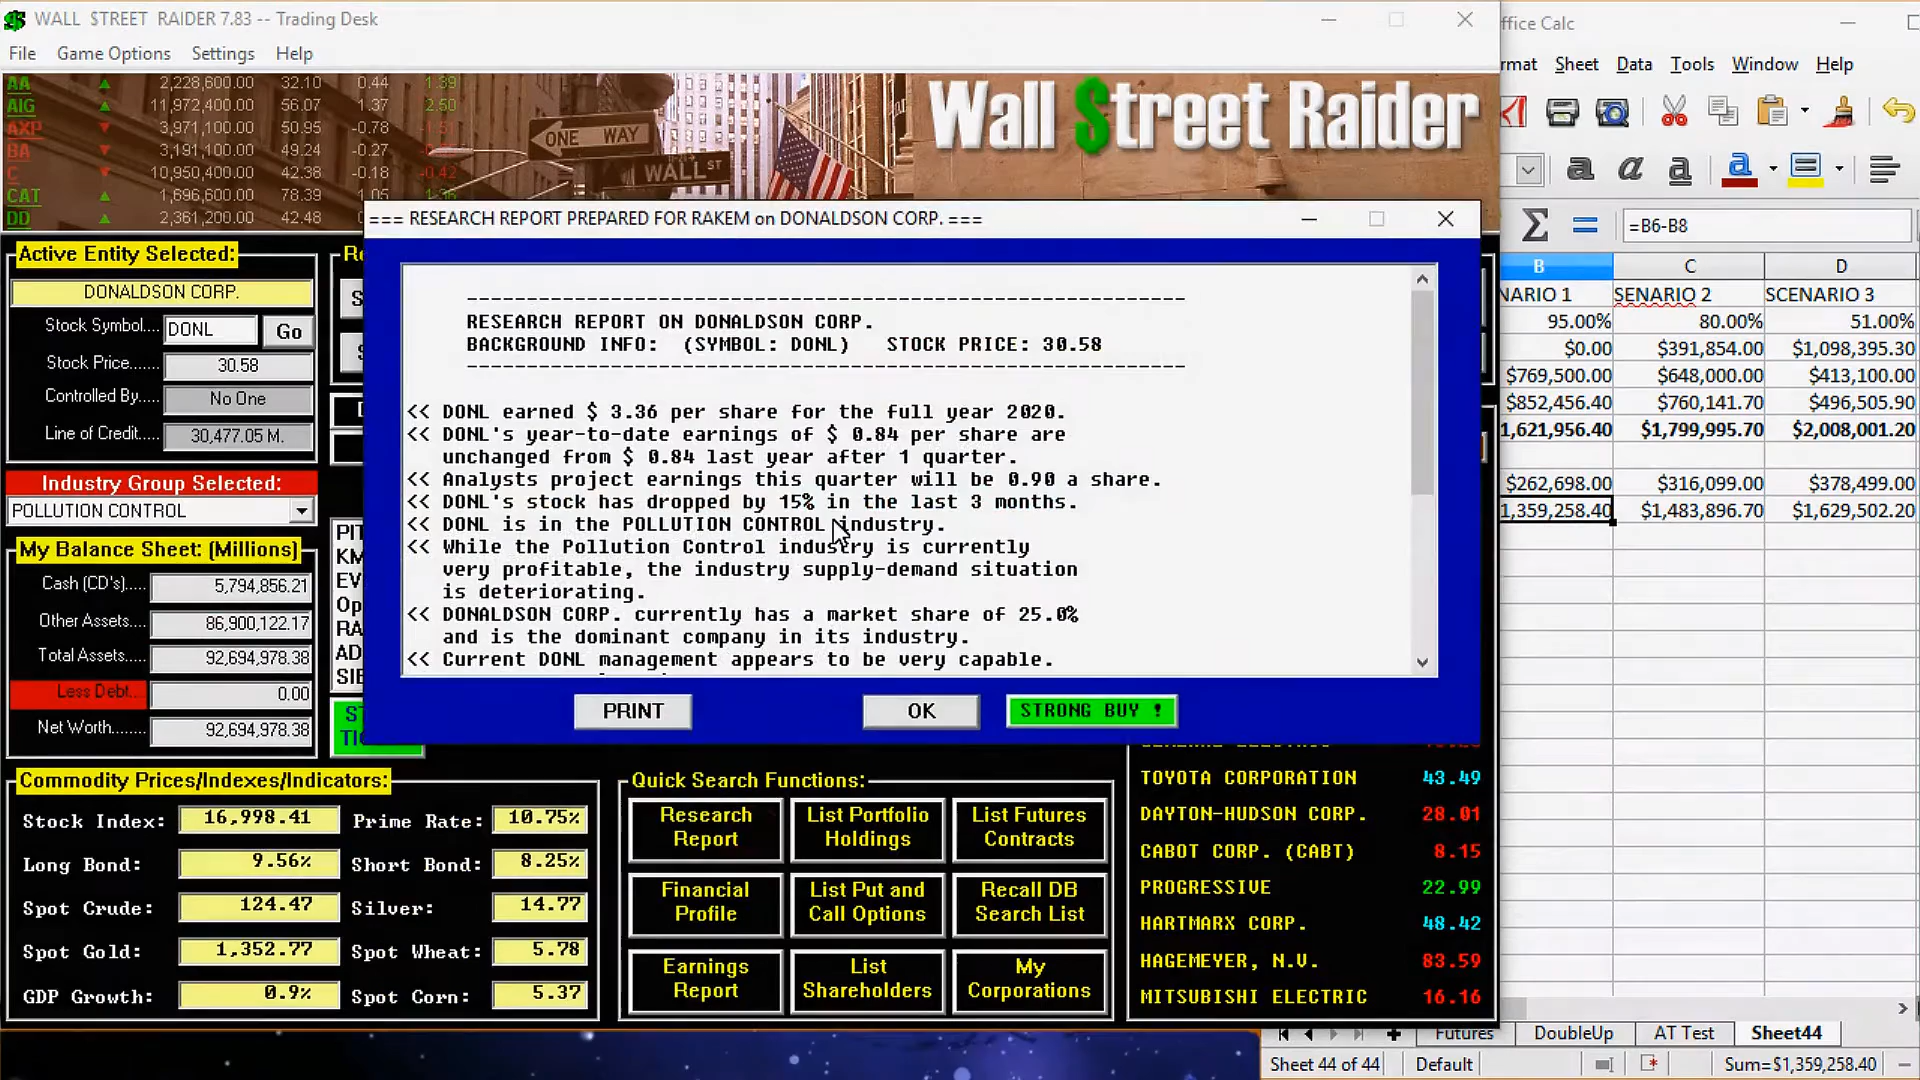 WALL $TREET RAIDER 7.83 -- Trading Desk
File Game Options Settings Help
AA 2,228,600.00 32.10 0.44 1.39
AIG 11,972,400.00 56.07 1.37 2.50
AXP 3,971,100.00 50.95 -0.78
BA 3,191,100.00 49.24 -0.27
C 10,950,400.00 42.38 -0.18 -0.42
CAT 1,696,600.00 78.39 1.05 1.36
DD 2,361,200.00 42.48
ONE WAY
WALL ST
Wall $treet Raider
Active Entity Selected:
DONALDSON CORP.
Stock Symbol.... DONL Go
Stock Price..... 30.58
Controlled By... No One
Line of Credit.. 30,477.05 M.
Industry Group Selected:
POLLUTION CONTROL
My Balance Sheet: (Millions)
Cash (CD's)..... 5,794,856.21
Other Assets.... 86,900,122.17
Total Assets.... 92,694,978.38
Less Debt.. 0.00
Net Worth........ 92,694,978.38
=== RESEARCH REPORT PREPARED FOR RAKEM on DONALDSON CORP. ===
RESEARCH REPORT ON DONALDSON CORP.
BACKGROUND INFO: (SYMBOL: DONL) STOCK PRICE: 30.58
<< DONL earned $ 3.36 per share for the full year 2020.
<< DONL's year-to-date earnings of $ 0.84 per share are
unchanged from $ 0.84 last year after 1 quarter.
<< Analysts project earnings this quarter will be 0.90 a share.
<< DONL's stock has dropped by 15% in the last 3 months.
<< DONL is in the POLLUTION CONTROL industry.
<< While the Pollution Control industry is currently
very profitable, the industry supply-demand situation
is deteriorating.
<< DONALDSON CORP. currently has a market share of 25.0%
and is the dominant company in its industry.
<< Current DONL management appears to be very capable.
PRINT OK STRONG BUY !
Commodity Prices/Indexes/Indicators:
Stock Index: 16,998.41 Prime Rate: 10.75%
Long Bond: 9.56% Short Bond: 8.25%
Spot Crude: 124.47 Silver: 14.77
Spot Gold: 1,352.77 Spot Wheat: 5.78
GDP Growth: 0.9% Spot Corn: 5.37
Quick Search Functions:
Research Report
List Portfolio Holdings
List Futures Contracts
Financial Profile
List Put and Call Options
Recall DB Search List
Earnings Report
List Shareholders
My Corporations
TOYOTA CORPORATION 43.49
DAYTON-HUDSON CORP. 28.01
CABOT CORP. (CABT) 8.15
PROGRESSIVE 22.99
HARTMARX CORP. 48.42
HAGEMEYER, N.V. 83.59
MITSUBISHI ELECTRIC 16.16
ffice Calc
rmat Sheet Data Tools Window Help
a a a a
Σ = =B6-B8
B C D
NARIO 1 SENARIO 2 SCENARIO 3
95.00% 80.00% 51.00%
$0.00 $391,854.00 $1,098,395.30
$769,500.00 $648,000.00 $413,100.00
$852,456.40 $760,141.70 $496,505.90
1,621,956.40 $1,799,995.70 $2,008,001.20
$262,698.00 $316,099.00 $378,499.00
1,359,258.40 $1,483,896.70 $1,629,502.20
Futures DoubleUp AT Test Sheet44
Sheet 44 of 44 Default Sum=$1,359,258.40